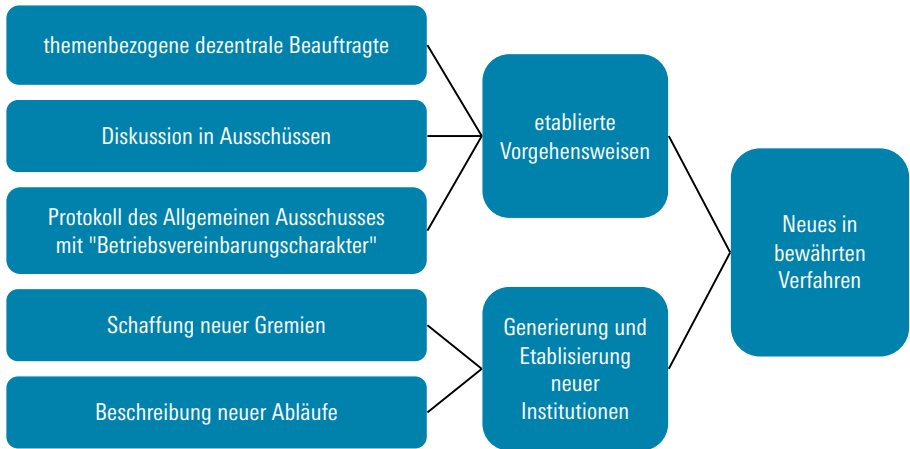 themenbezogene dezentrale Beauftragte
Diskussion in Ausschüssen
Protokoll des Allgemeinen Ausschusses
mit "Betriebsvereinbarungscharakter"
Schaffung neuer Gremien
Beschreibung neuer Abläufe
etablierte
Vorgehensweisen
Generierung und
Etablisierung
neuer
Institutionen
Neues in
bewährten
Verfahren